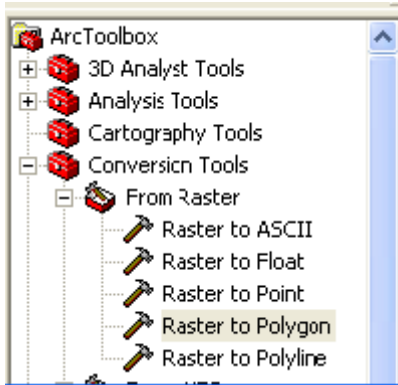 ArcToolbox
3D Analyst Tools
Analysis Tools
Cartography Tools
Conversion Tools
From Raster
Raster to ASCII
Raster to Float
Raster to Point
Raster to Polygon
Raster to Polyline